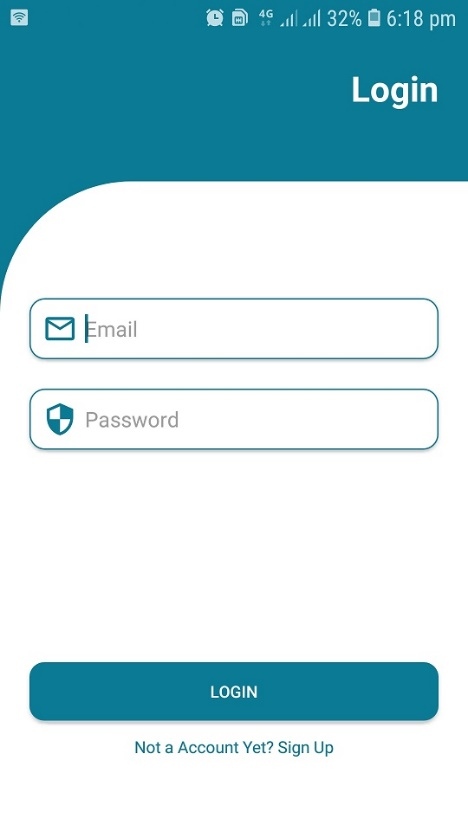 4G 32% 6:18 pm
Login
Email
Password
LOGIN
Not a Account Yet? Sign Up